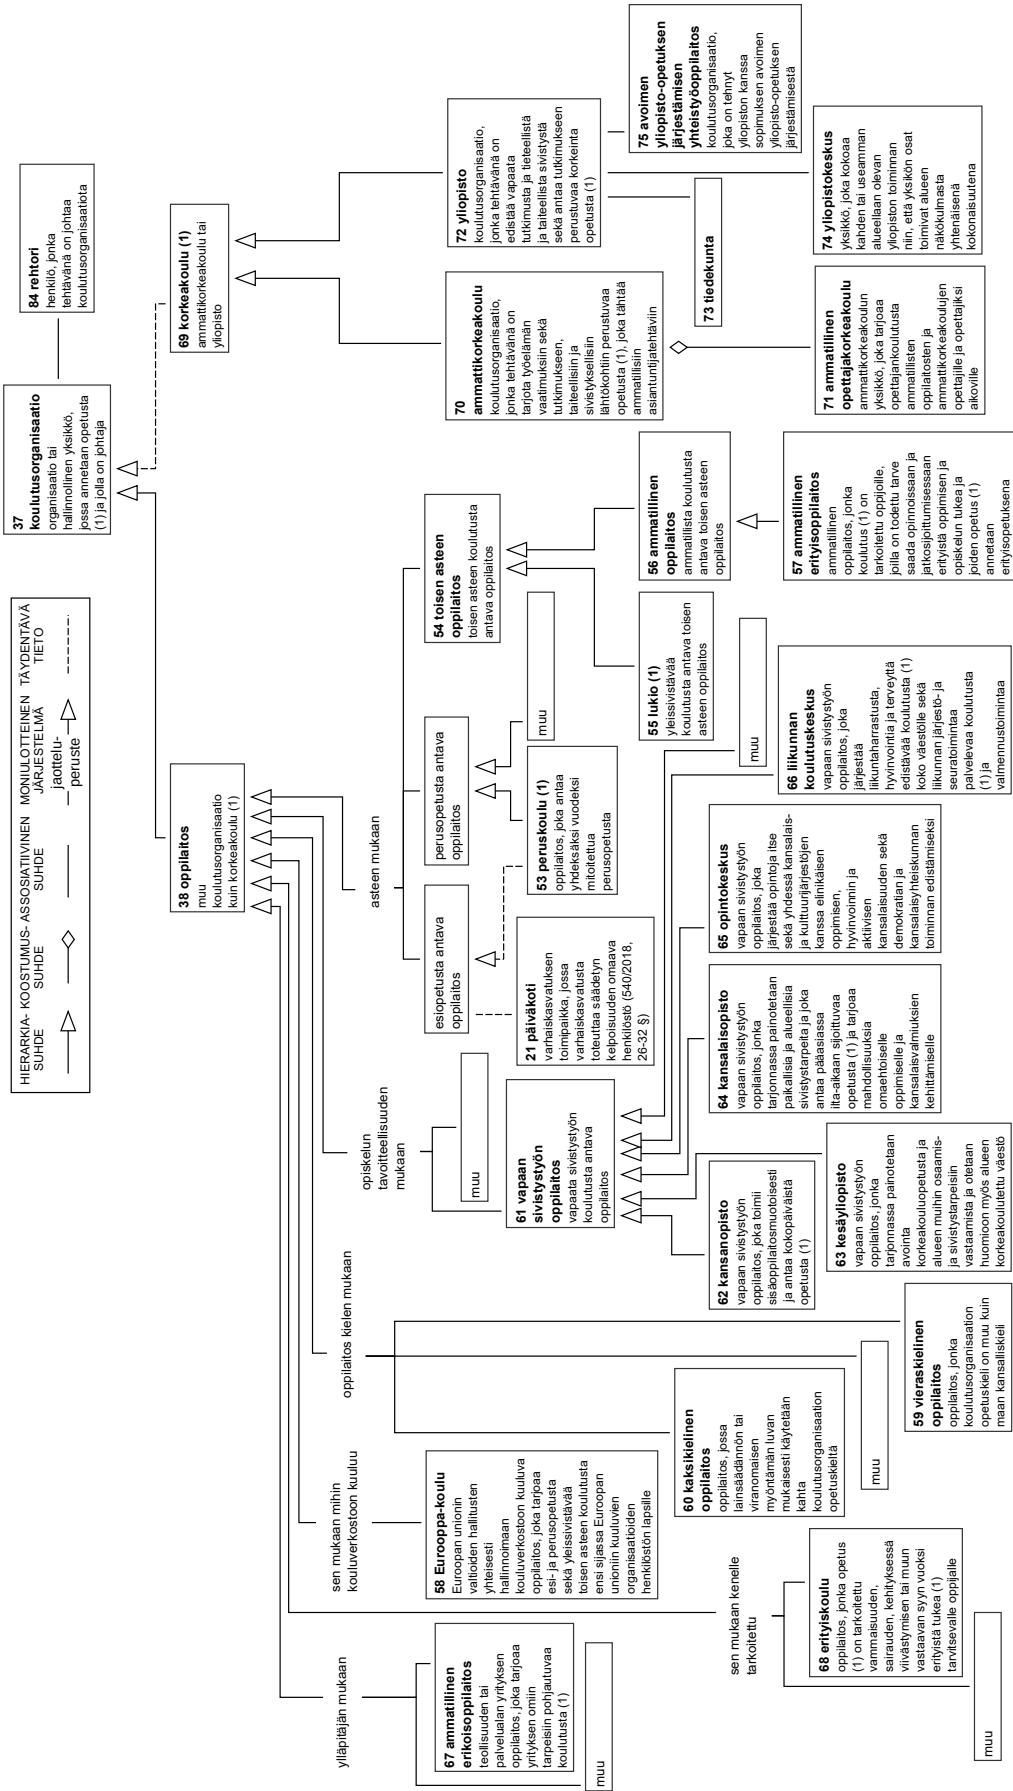 HIERARKIA- KOOSTUMUS- ASSOSIATIIVINEN MONIULOTTEINEN TÄYDENTÄVÄ
SUHDE SUHDE SUHDE JÄRJESTELMÄ TIETO
jaottelu-
peruste
37
koulutusorganisaatio
organisaatio tai
hallinnollinen yksikkö,
jossa annetaan opetusta
(1) ja jolla on johtaja
84 rehtori
henkilö, jonka
tehtävänä on johtaa
koulutusorganisaatiota
38 oppilaitos
muu
koulutusorganisaatio
kuin korkeakoulu (1)
69 korkeakoulu (1)
ammattikorkeakoulu tai
yliopisto
ylläpitäjän mukaan
sen mukaan mihin
kouluverkostoon kuuluu
oppilaitos kielen mukaan
opiskelun
tavoitteellisuuden
mukaan
asteen mukaan
67 ammatillinen
erikoisoppilaitos
teollisuuden tai
palvelualan yrityksen
oppilaitos, joka tarjoaa
yrityksen omiin
tarpeisiin pohjautuvaa
koulutusta (1)
muu
58 Eurooppa-koulu
Euroopan unionin
valtioiden hallitusten
yhteisesti
hallinnoimaan
kouluverkostoon kuuluva
oppilaitos, joka tarjoaa
esi- ja perusopetusta
sekä yleissivistävää
toisen asteen koulutusta
ensi sijassa Euroopan
unioniin kuuluvien
organisaatioiden
henkilöstön lapsille
muu
esiopetusta antava
oppilaitos
perusopetusta antava
oppilaitos
54 toisen asteen
oppilaitos
toisen asteen koulutusta
antava oppilaitos
70
ammattikorkeakoulu
koulutusorganisaatio,
jonka tehtävänä on
tarjota työelämän
vaatimuksiin sekä
tutkimukseen,
taiteellisiin ja
sivistyksellisiin
lähtökohtiin perustuvaa
opetusta (1), joka tähtää
ammatillisiin
asiantuntijatehtäviin
72 yliopisto
koulutusorganisaatio,
jonka tehtävänä on
edistää vapaata
tutkimusta ja tieteellistä
ja taiteellista sivistystä
sekä antaa tutkimukseen
perustuvaa korkeinta
opetusta (1)
61 vapaan
sivistystyön
oppilaitos
vapaata sivistystyön
koulutusta antava
oppilaitos
21 päiväkoti
varhaiskasvatuksen
toimipaikka, jossa
varhaiskasvatusta
toteuttaa säädetyn
kelpoisuuden omaava
henkilöstö (540/2018,
26-32 §)
53 peruskoulu (1)
oppilaitos, joka antaa
yhdeksäksi vuodeksi
mitoitettua
perusopetusta
muu
55 lukio (1)
yleissivistävää
koulutusta antava toisen
asteen oppilaitos
56 ammatillinen
oppilaitos
ammatillista koulutusta
antava toisen asteen
oppilaitos
73 tiedekunta
75 avoimen
yliopisto-opetuksen
järjestämisen
yhteistyöoppilaitos
koulutusorganisaatio,
joka on tehnyt
yliopiston kanssa
sopimuksen avoimen
yliopisto-opetuksen
järjestämisestä
sen mukaan kenelle
tarkoitettu
60 kaksikielinen
oppilaitos
oppilaitos, jossa
lainsäädännön tai
viranomaisen
myöntämän luvan
mukaisesti käytetään
kahta
koulutusorganisaation
opetuskieltä
62 kansanopisto
vapaan sivistystyön
oppilaitos, joka toimii
sisäoppilaitosmuotoisesti
ja antaa kokopäiväistä
opetusta (1)
64 kansalaisopisto
vapaan sivistystyön
oppilaitos, jonka
tarjonnassa painotetaan
paikallisia ja alueellisia
sivistystarpeita ja joka
antaa pääasiassa
ilta-aikaan sijoittuvaa
opetusta (1) ja tarjoaa
mahdollisuuksia
omaehtoiselle
oppimiselle ja
kansalaisvalmiuksien
kehittämiselle
65 opintokeskus
vapaan sivistystyön
oppilaitos, joka
järjestää opintoja itse
sekä yhdessä kansalais-
ja kulttuurijärjestöjen
kanssa elinikäisen
oppimisen,
hyvinvoinnin ja
aktiivisen
kansalaisuuden sekä
demokratian ja
kansalaisyhteiskunnan
toiminnan edistämiseksi
muu
muu
68 erityiskoulu
oppilaitos, jonka opetus
(1) on tarkoitettu
vammaisuuden,
sairauden, kehityksessä
viivästymisen tai muun
vastaavan syyn vuoksi
erityistä tukea (1)
tarvitsevalle oppijalle
muu
59 vieraskielinen
oppilaitos
oppilaitos, jonka
koulutusorganisaation
opetuskieli on muu kuin
maan kansalliskieli
63 kesäyliopisto
vapaan sivistystyön
oppilaitos, jonka
tarjonnassa painotetaan
avointa
korkeakouluopetusta ja
alueen muihin osaamis-
ja sivistystarpeisiin
vastaamista ja otetaan
huomioon myös alueen
korkeakoulutettu väestö
66 liikunnan
koulutuskeskus
vapaan sivistystyön
oppilaitos, joka
järjestää
liikuntaharrastusta,
hyvinvointia ja terveyttä
edistävää koulutusta (1)
koko väestölle sekä
liikunnan järjestö- ja
seuratoimintaa
palvelevaa koulutusta
(1) ja
valmennustoimintaa
57 ammatillinen
erityisoppilaitos
ammatillinen
oppilaitos, jonka
koulutus (1) on
tarkoitettu oppijoille,
joilla on todettu tarve
saada opinnoissaan ja
jatkosijoittumisessaan
erityistä oppimisen ja
opiskelun tukea ja
joiden opetus (1)
annetaan
erityisopetuksena
71 ammatillinen
opettajakorkeakoulu
ammattikorkeakoulun
yksikkö, joka tarjoaa
opettajankoulutusta
ammatillisten
oppilaitosten ja
ammattikorkeakoulujen
opettajille ja opettajiksi
aikoville
74 yliopistokeskus
yksikkö, joka kokoaa
kahden tai useamman
alueellaan olevan
yliopiston toiminnan
niin, että yksikön osat
toimivat alueen
näkökulmasta
yhtenäisenä
kokonaisuutena